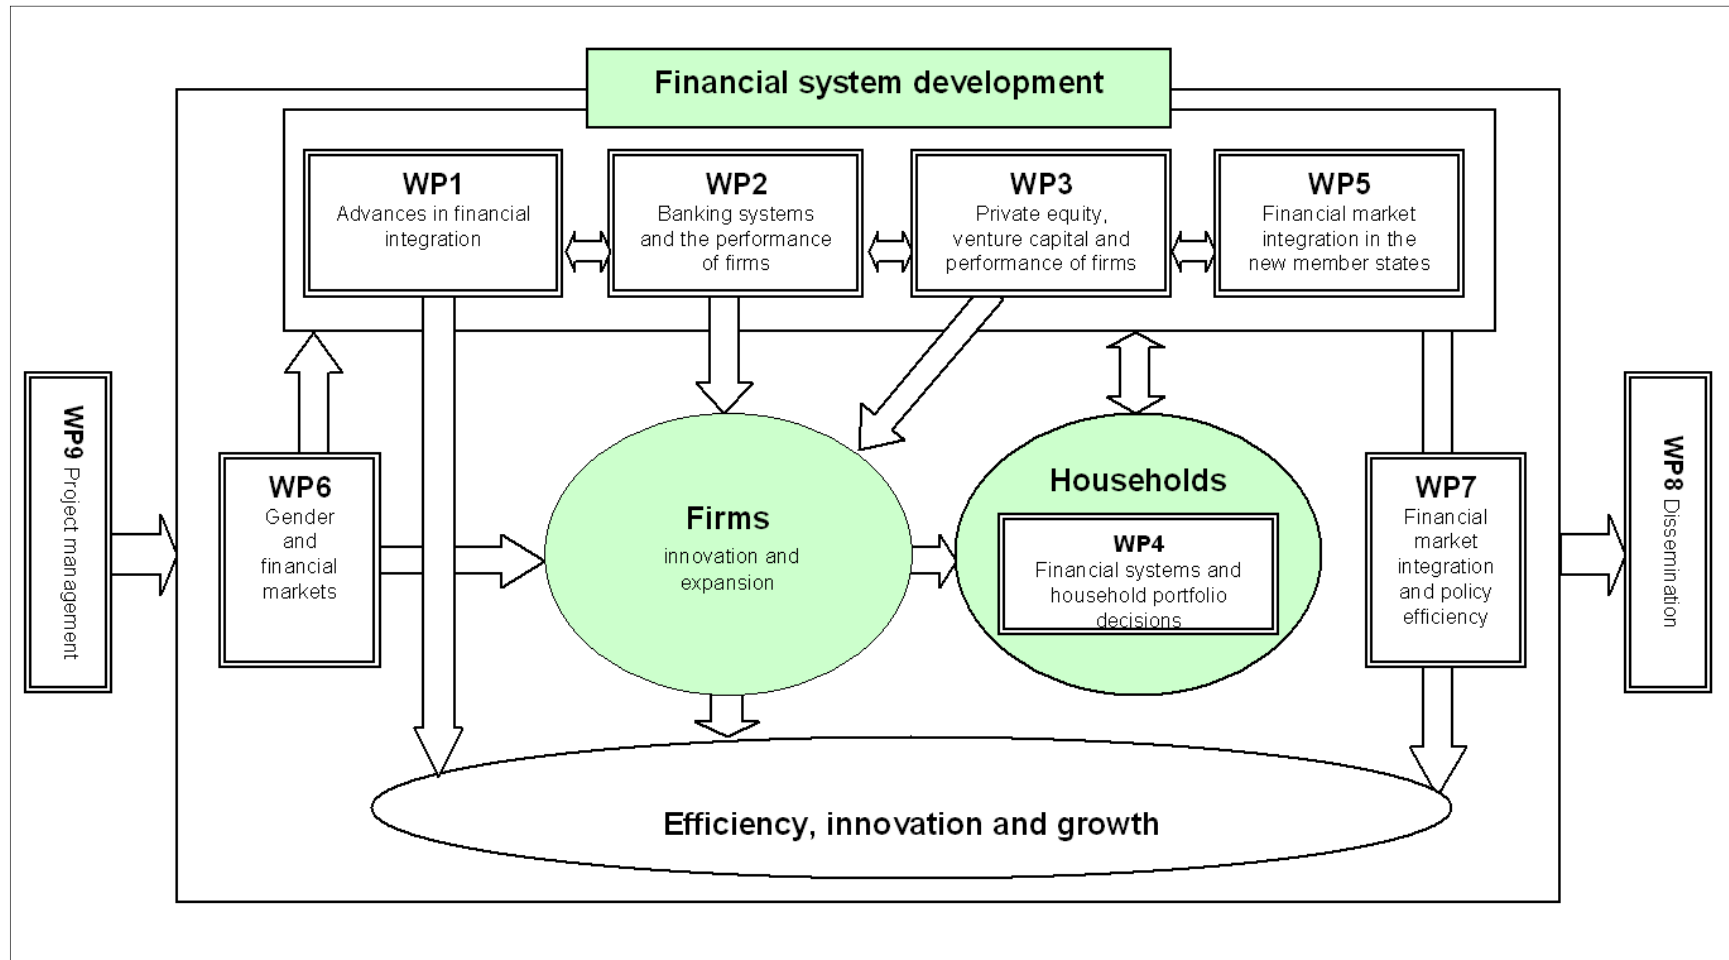 Financial system development
WP1
Advances in financial
integration
WP2
Banking systems
and the performance
of firms
WP3
Private equity,
venture capital and
performance of firms
WP5
Financial market
integration in the
new member states
WP9 Project management
WP6
Gender
and
financial
markets
Firms
innovation and
expansion
Households
WP4
Financial systems and
household portfolio
decisions
WP7
Financial
market
integration
and policy
efficiency
WP8 Dissemination
Efficiency, innovation and growth